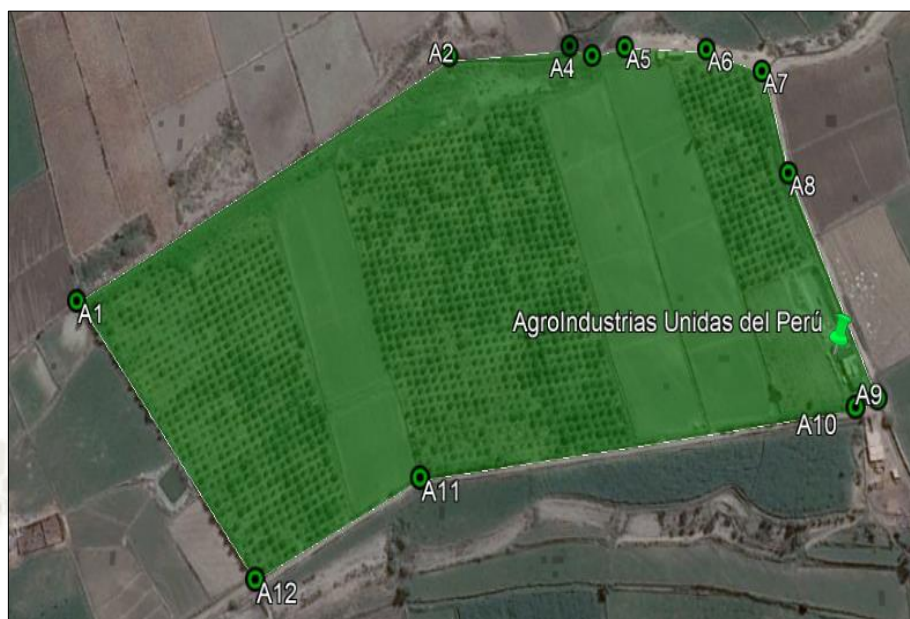 A2
A4
A5
A6
A7
A8
A1
AgroIndustrias Unidas del Perú
A9
A10
A11
A12